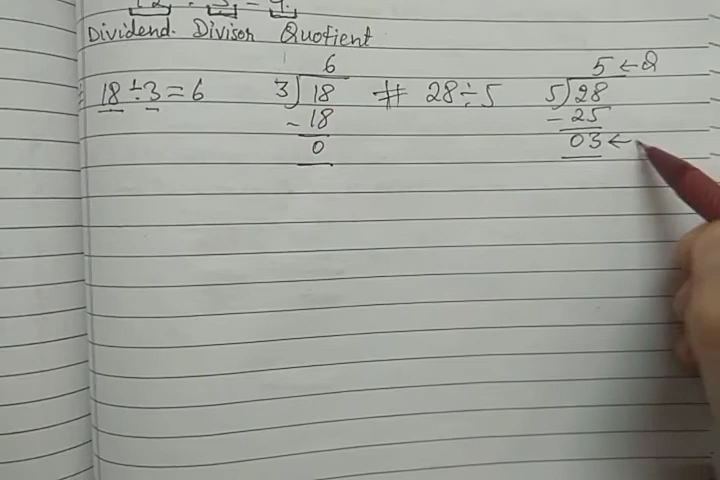 Dividend. Divisor Quotient
6 5 ← Q
18 ÷ 3 = 6 3)18 # 28 ÷ 5 5)28
- 18 - 25
0 03 ←